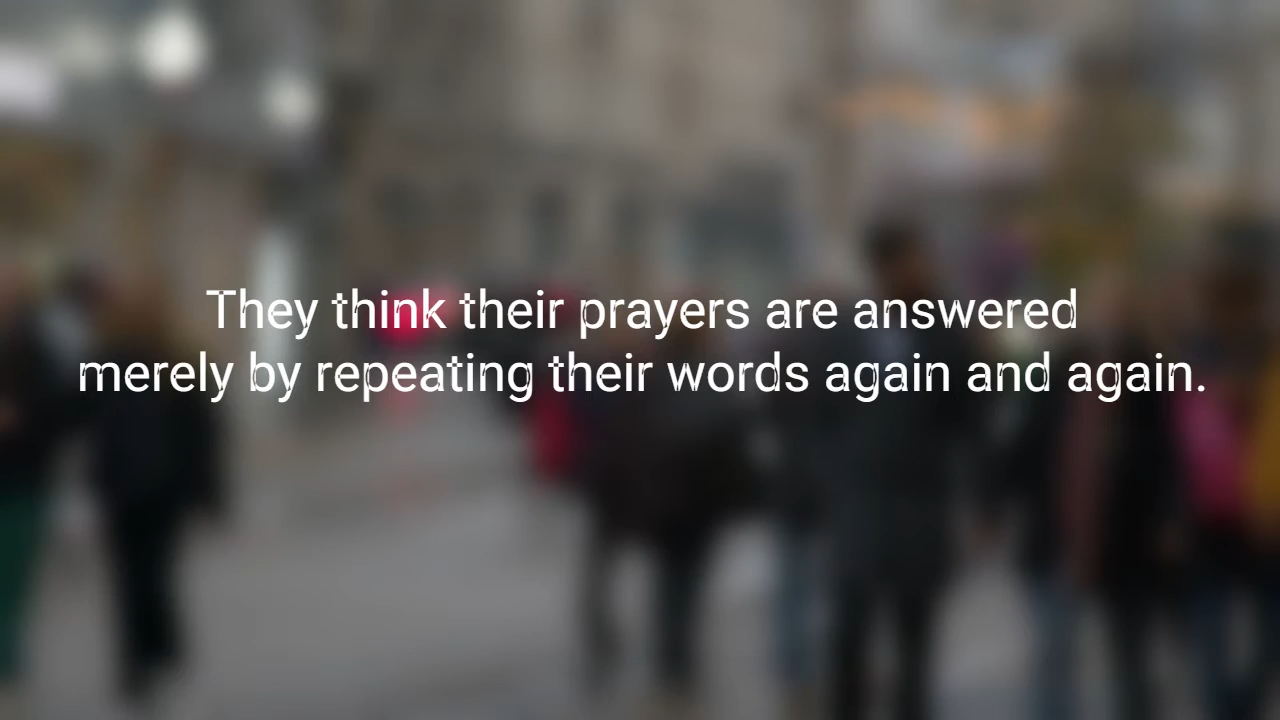 They think their prayers are answered
merely by repeating their words again and again.